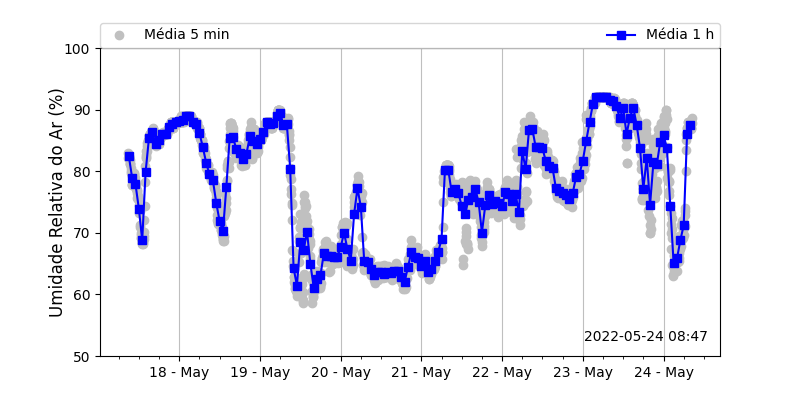 Média 5 min
Média 1 h
Umidade Relativa do Ar (%)
100
90
80
70
60
50
2022-05-24 08:47
18 - May
19 - May
20 - May
21 - May
22 - May
23 - May
24 - May